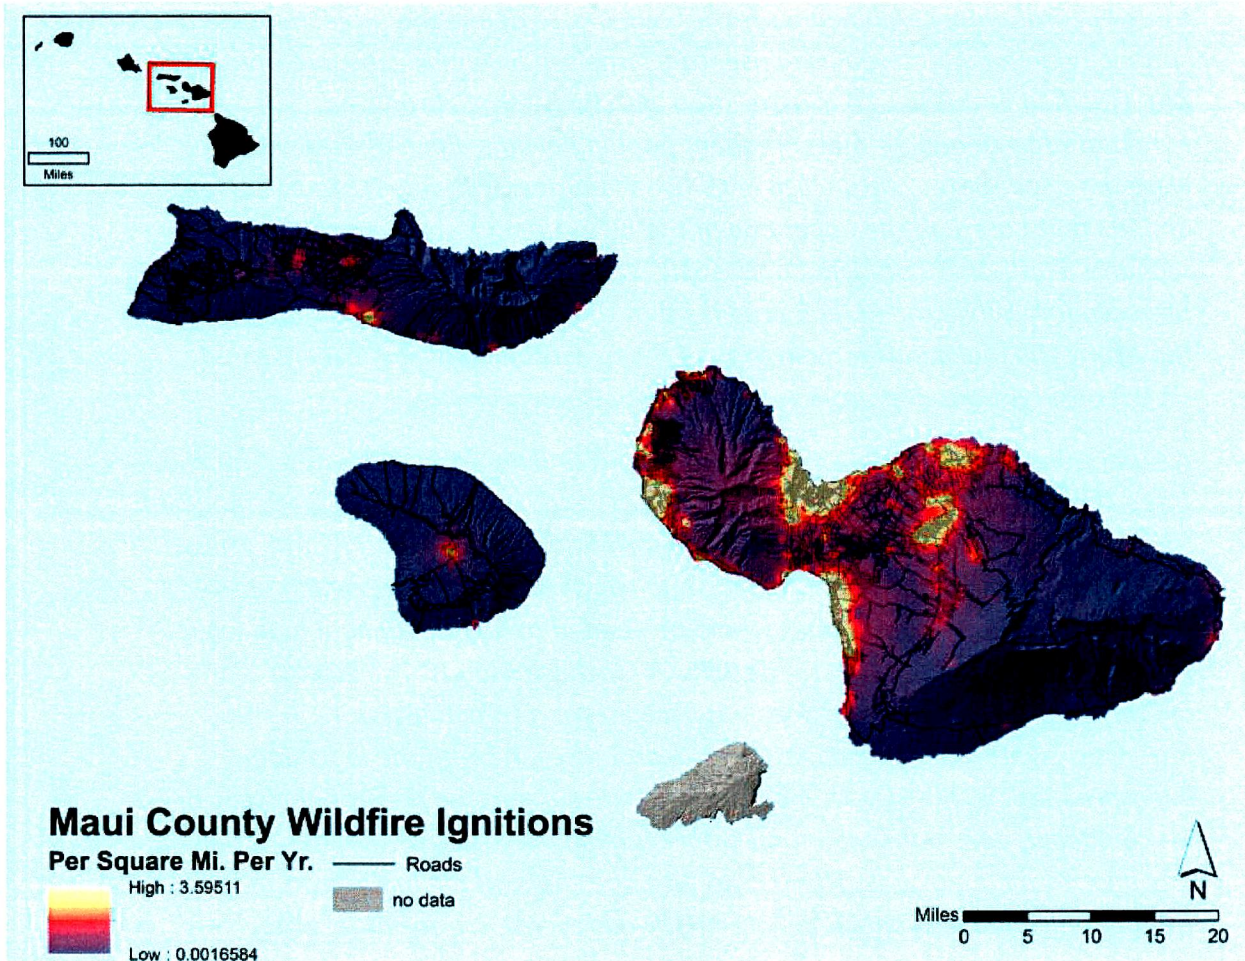 100
Miles
Maui County Wildfire Ignitions
Per Square Mi. Per Yr.
Roads
High : 3.59511
no data
Low : 0.0016584
N
Miles
0 5 10 15 20